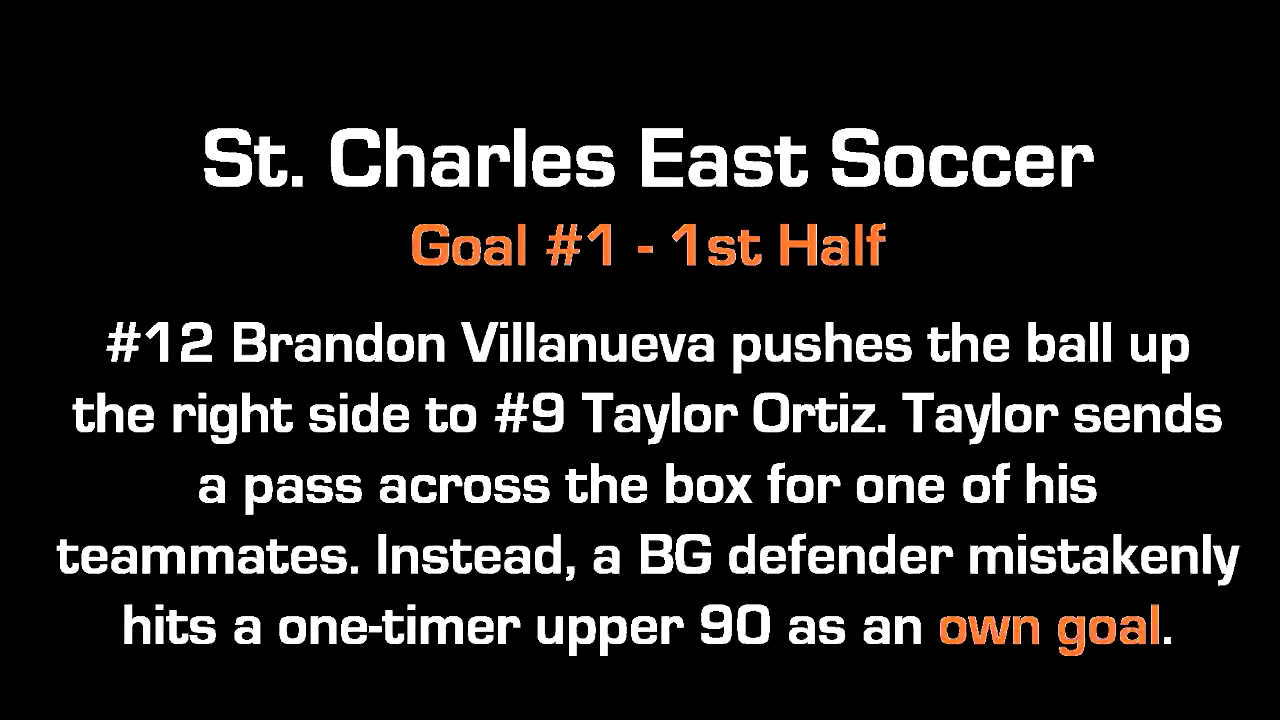 St. Charles East Soccer
Goal #1 - 1st Half
#12 Brandon Villanueva pushes the ball up
the right side to #9 Taylor Ortiz. Taylor sends
a pass across the box for one of his
teammates. Instead, a BG defender mistakenly
hits a one-timer upper 90 as an own goal.